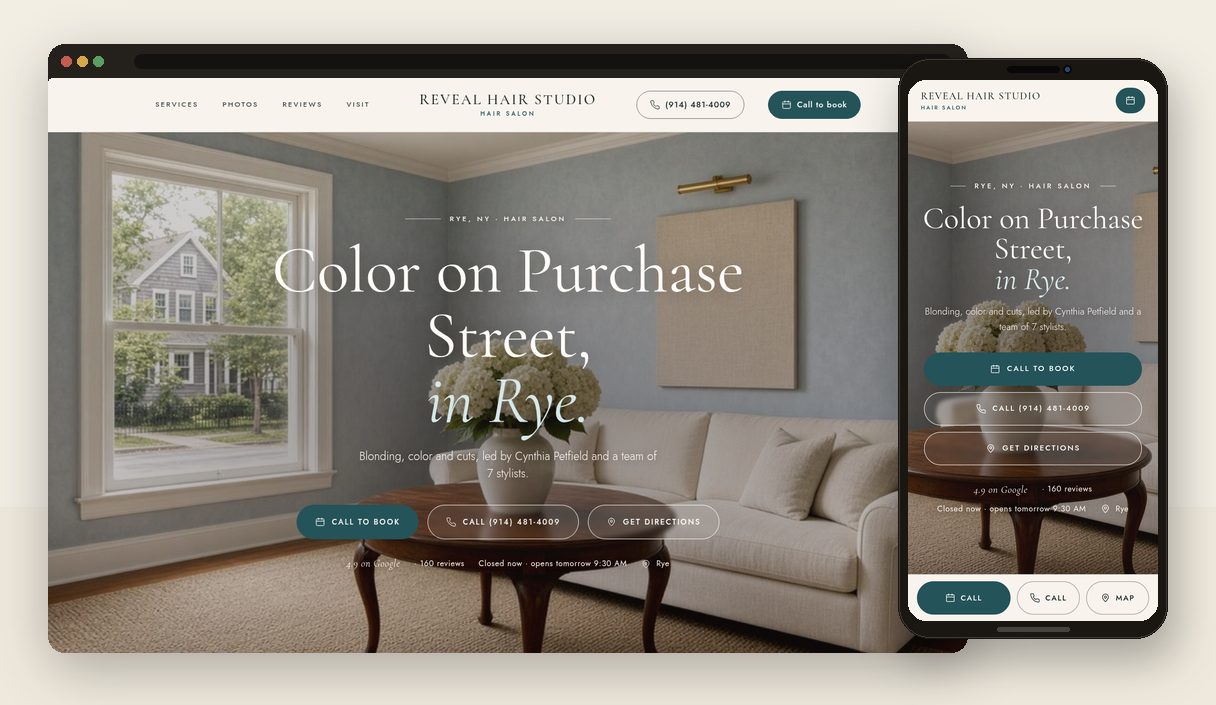 SERVICES PHOTOS REVIEWS VISIT
REVEAL HAIR STUDIO
HAIR SALON
(914) 481-4009
Call to book
RYE, NY · HAIR SALON
Color on Purchase
Street,
in Rye.
Blonding, color and cuts, led by Cynthia Petfield and a team of
7 stylists.
CALL TO BOOK
CALL (914) 481-4009
GET DIRECTIONS
4.9 on Google · 160 reviews Closed now · opens tomorrow 9:30 AM Rye
REVEAL HAIR STUDIO
HAIR SALON
RYE, NY · HAIR SALON
Color on Purchase
Street,
in Rye.
Blonding, color and cuts, led by Cynthia Petfield and a
team of 7 stylists.
CALL TO BOOK
CALL (914) 481-4009
GET DIRECTIONS
4.9 on Google · 160 reviews
Closed now · opens tomorrow 9:30 AM Rye
CALL CALL MAP